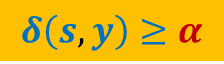 δ(s, y) ≥ α